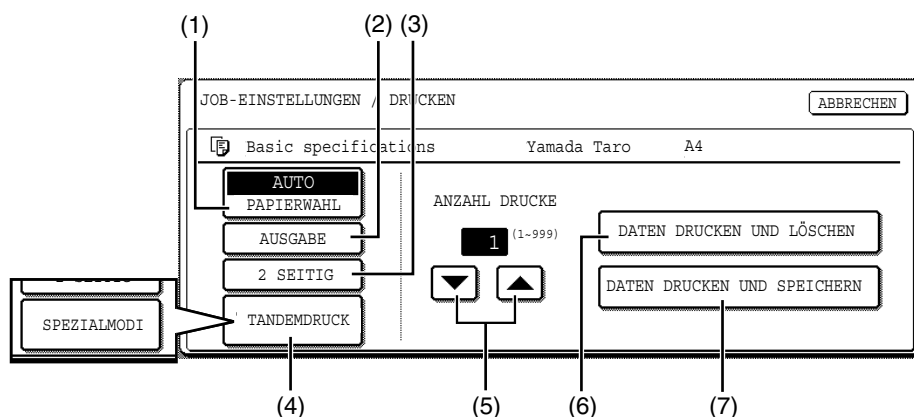 (1) (2) (3)
JOB-EINSTELLUNGEN / DRUCKEN
ABBRECHEN
Basic specifications Yamada Taro A4
AUTO
PAPIERWAHL
AUSGABE
2 SEITIG
TANDEMDRUCK
SPEZIALMODI
ANZAHL DRUCKE
1 (1~999)
DATEN DRUCKEN UND LÖSCHEN
DATEN DRUCKEN UND SPEICHERN
(4) (5) (6) (7)